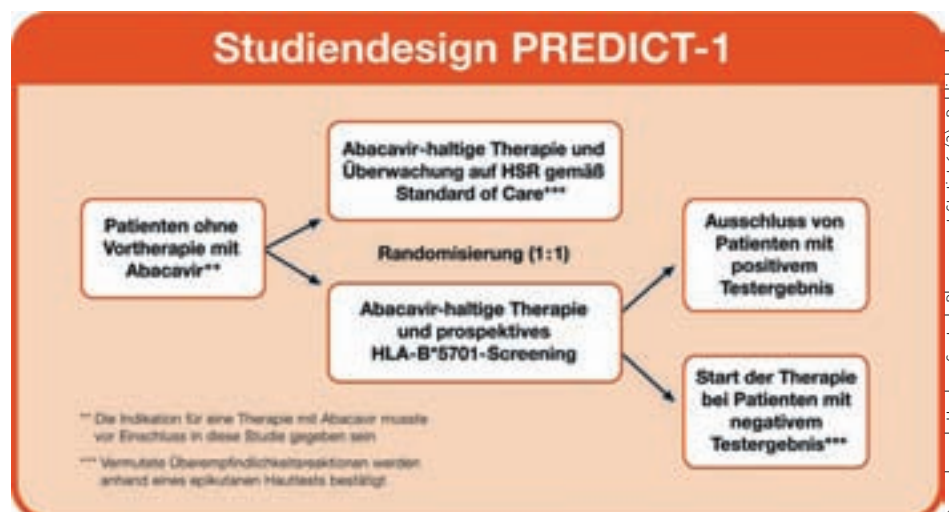 Studiendesign PREDICT-1
Abacavir-haltige Therapie und
Überwachung auf HSR gemäß
Standard of Care***
Patienten ohne
Vortherapie mit
Abacavir**
Randomisierung (1:1)
Ausschluss von
Patienten mit
positivem
Testergebnis
Abacavir-haltige Therapie
und prospektives
HLA-B*5701-Screening
Start der Therapie
bei Patienten mit
negativem
Testergebnis***
** Die Indikation für eine Therapie mit Abacavir musste
vor Einschluss in diese Studie gegeben sein
*** Vermutete Überempfindlichkeitsreaktionen werden
anhand eines epikutanen Hauttests bestätigt